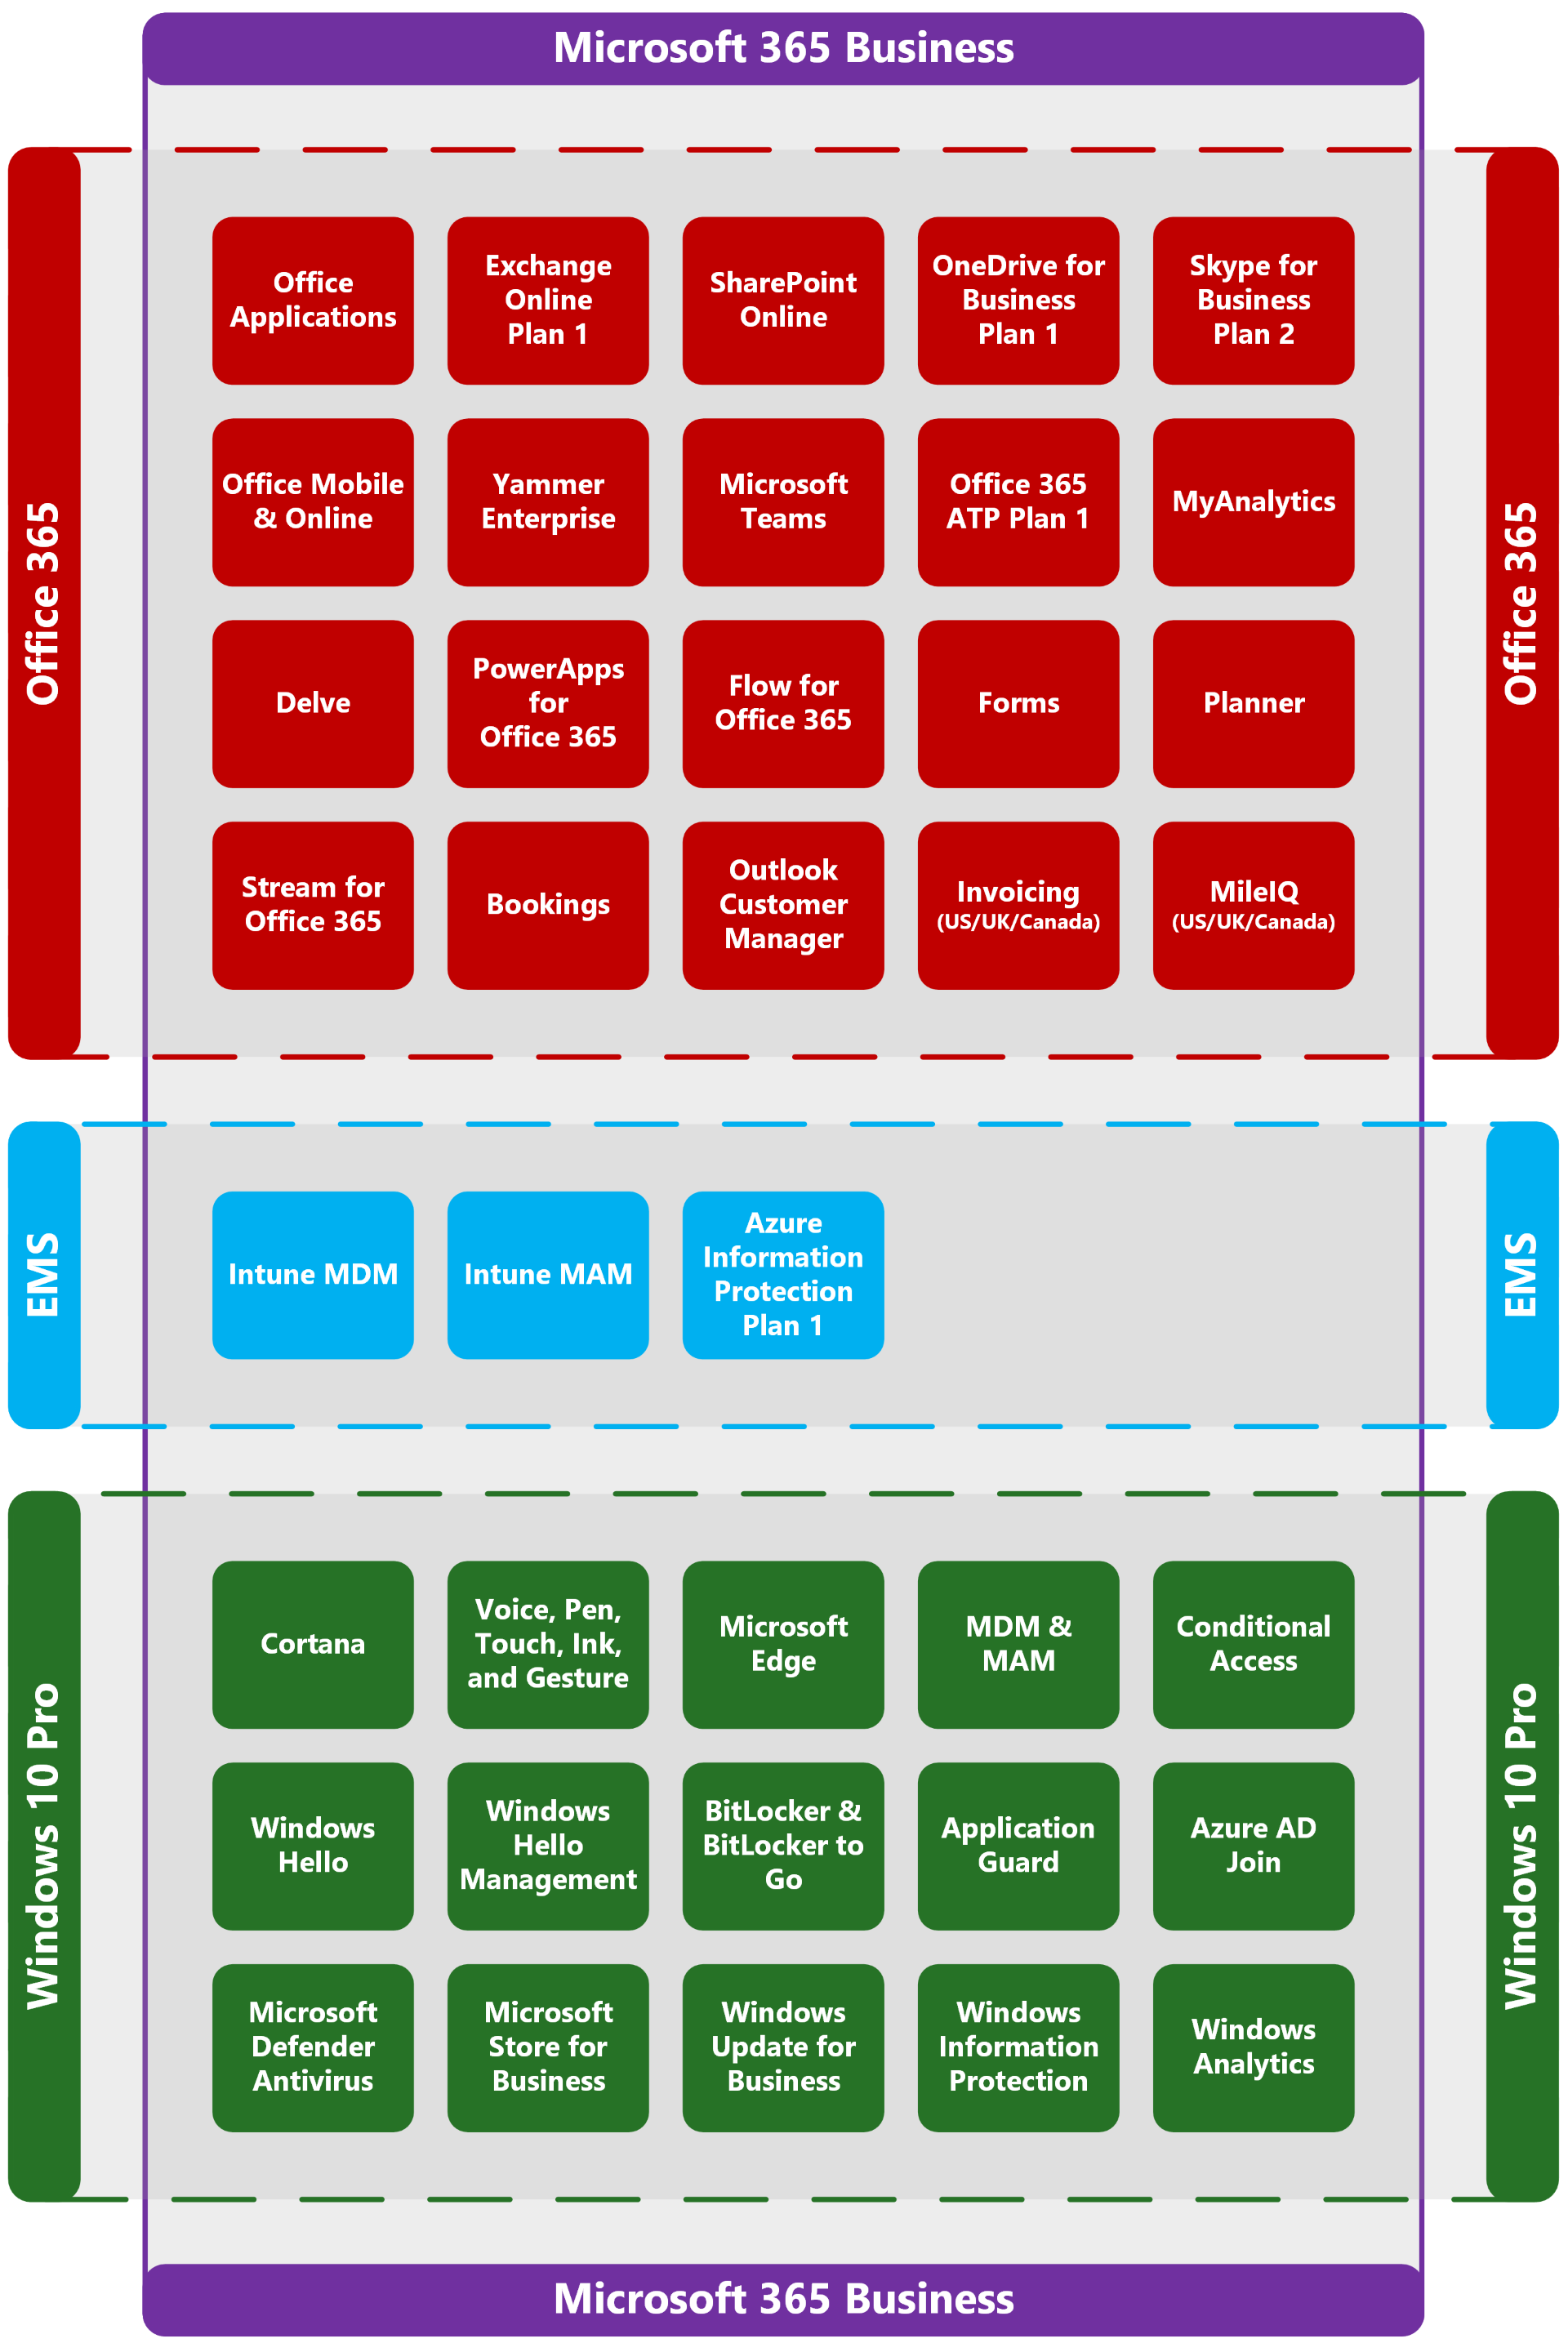 Microsoft 365 Business
Office 365
Office 365
Office
Applications
Exchange
Online
Plan 1
SharePoint
Online
OneDrive for
Business
Plan 1
Skype for
Business
Plan 2
Office Mobile
& Online
Yammer
Enterprise
Microsoft
Teams
Office 365
ATP Plan 1
MyAnalytics
Delve
PowerApps
for
Office 365
Flow for
Office 365
Forms
Planner
Stream for
Office 365
Bookings
Outlook
Customer
Manager
Invoicing
(US/UK/Canada)
MileIQ
(US/UK/Canada)
EMS
EMS
Intune MDM
Intune MAM
Azure
Information
Protection
Plan 1
Windows 10 Pro
Windows 10 Pro
Cortana
Voice, Pen,
Touch, Ink,
and Gesture
Microsoft
Edge
MDM &
MAM
Conditional
Access
Windows
Hello
Windows
Hello
Management
BitLocker &
BitLocker to
Go
Application
Guard
Azure AD
Join
Microsoft
Defender
Antivirus
Microsoft
Store for
Business
Windows
Update for
Business
Windows
Information
Protection
Windows
Analytics
Microsoft 365 Business